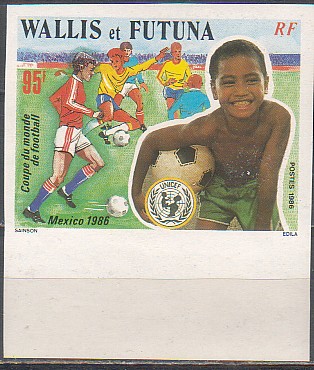 WALLIS et FUTUNA
RF
95F
Coupe du monde
de football
UNICEF
Mexico 1986
POSTES 1986
SAINSON
EDILA